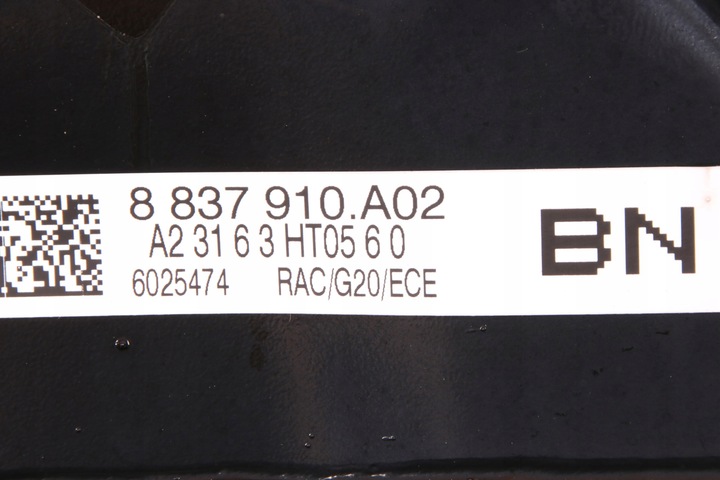 8 837 910.A02
A2 31 6 3 HT05 6 0
6025474 RAC/G20/ECE
BN